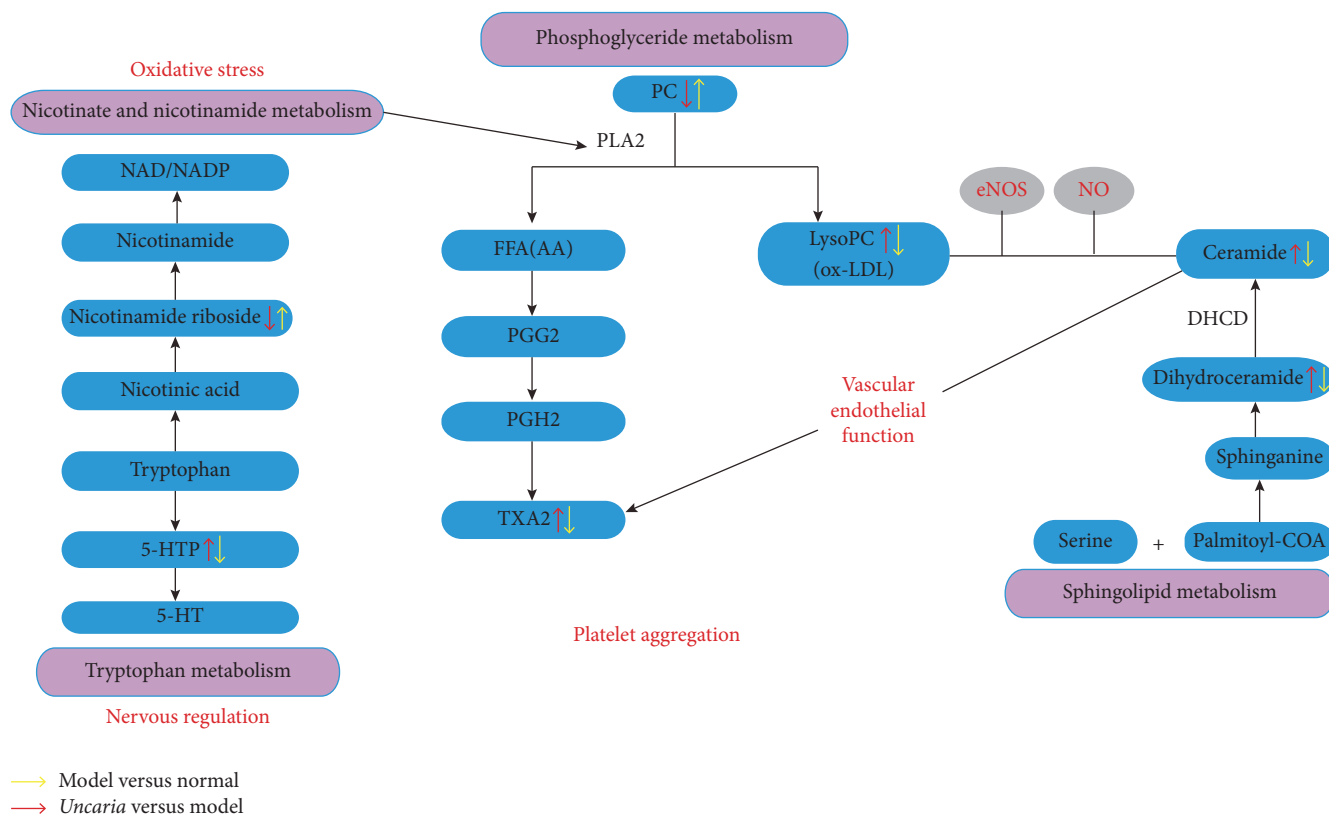 Phosphoglyceride metabolism
Oxidative stress
Nicotinate and nicotinamide metabolism
PC
PLA2
NAD/NADP
Nicotinamide
Nicotinamide riboside
Nicotinic acid
Tryptophan
5-HTP
5-HT
Tryptophan metabolism
Nervous regulation
FFA(AA)
PGG2
PGH2
TXA2
LysoPC
(ox-LDL)
eNOS
NO
Ceramide
DHCD
Dihydroceramide
Sphinganine
Serine + Palmitoyl-COA
Sphingolipid metabolism
Vascular
endothelial
function
Platelet aggregation
Model versus normal
Uncaria versus model